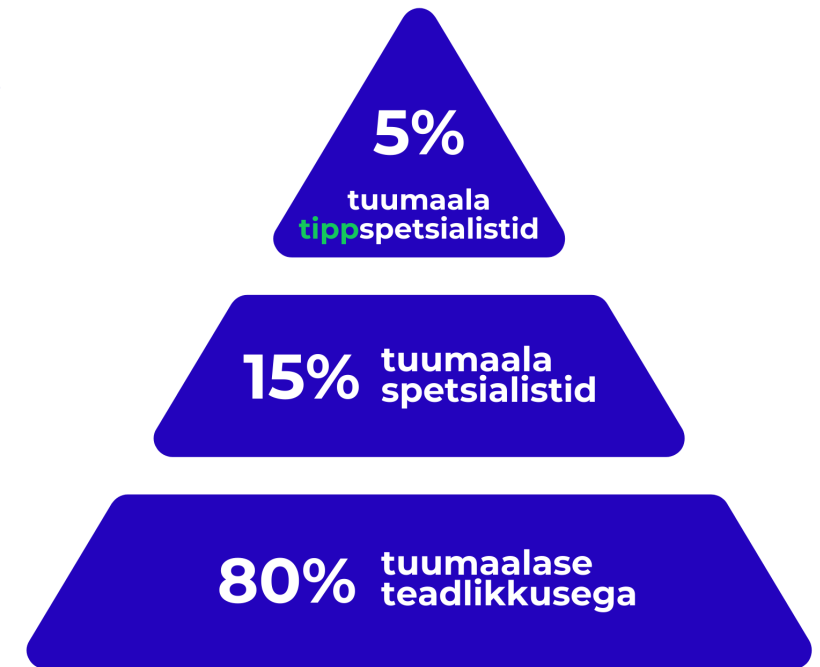 5%
tuumaala
tippspetsialistid
15% tuumaala
spetsialistid
80% tuumaalase
teadlikkusega